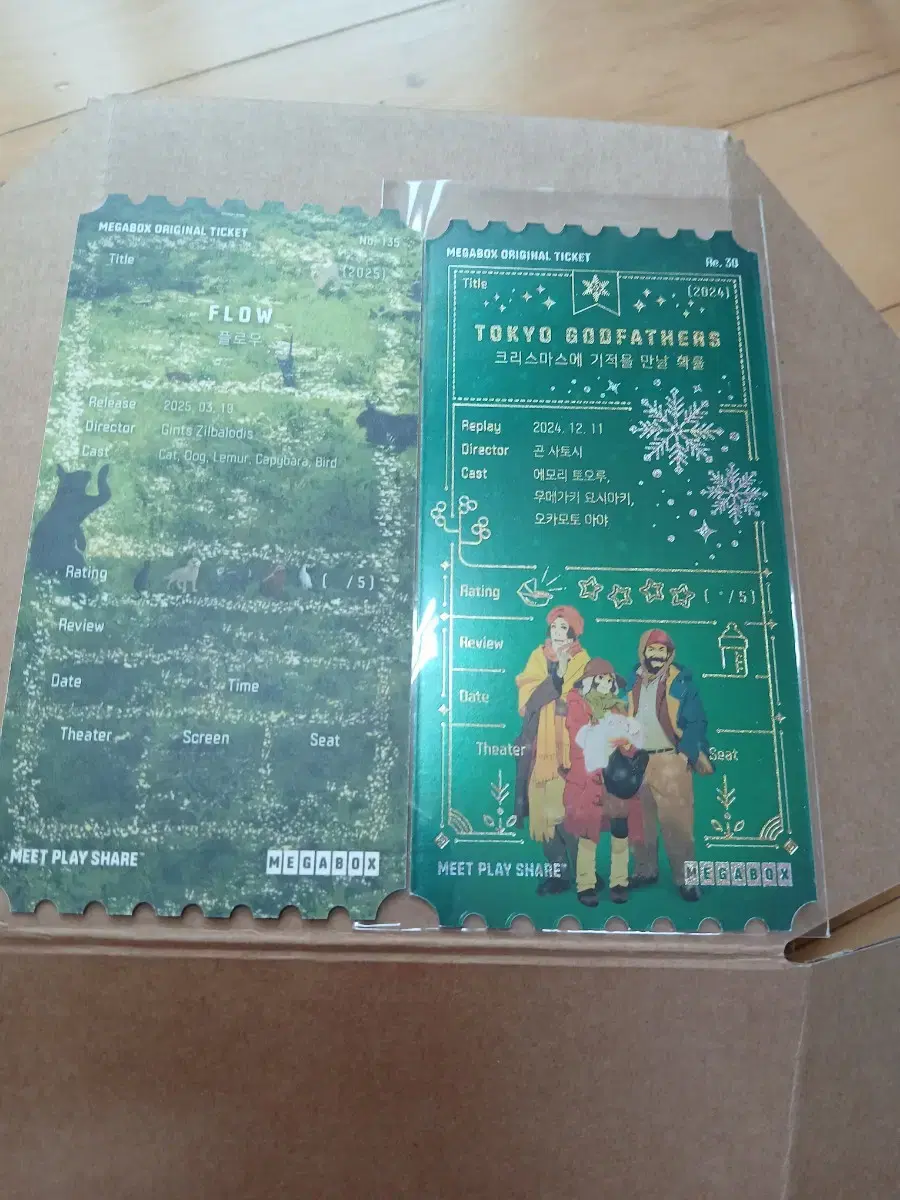 MEGABOX ORIGINAL TICKET
No. 135
Title
(2025)
FLOW
플로우
Release 2025. 03. 19
Director Gints Zilbalodis
Cast Cat, Dog, Lemur, Capybara, Bird
Rating ( /5)
Review
Date Time
Theater Screen Seat
MEET PLAY SHARE™ MEGABOX
MEGABOX ORIGINAL TICKET
Re. 30
Title
(2024)
TOKYO GODFATHERS
크리스마스에 기적을 만날 확률
Replay 2024. 12. 11
Director 곤 사토시
Cast 에모리 토오루,
우메가키 요시아키,
오카모토 아야
Rating ( /5)
Review
Date
Theater Seat
MEET PLAY SHARE™ MEGABOX